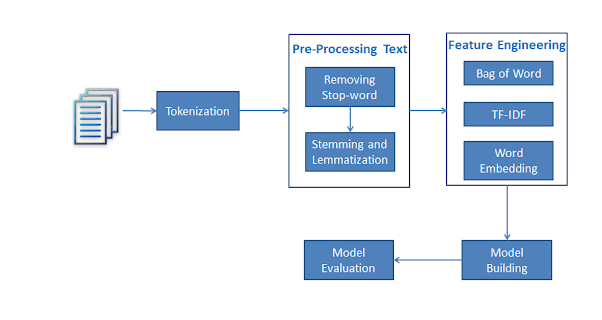 Pre-Processing Text
Feature Engineering
Tokenization
Removing
Stop-word
Stemming and
Lemmatization
Bag of Word
TF-IDF
Word
Embedding
Model
Building
Model
Evaluation